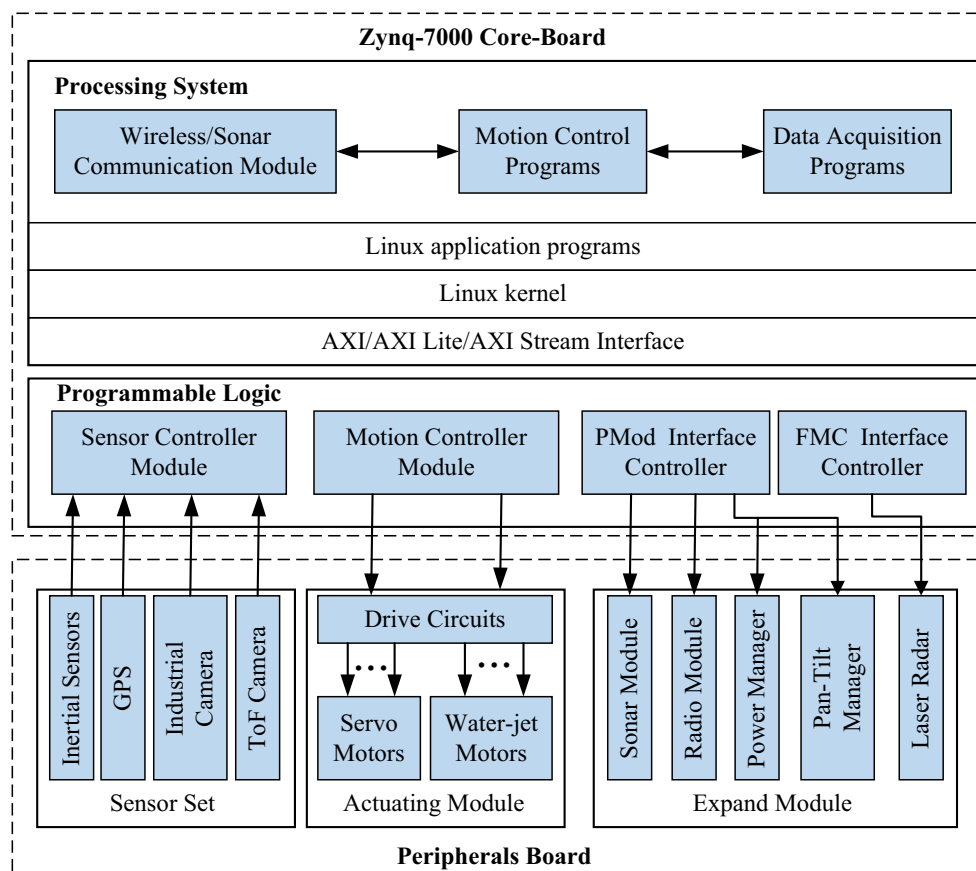 Zynq-7000 Core-Board
Processing System
Wireless/Sonar
Communication Module
Motion Control
Programs
Data Acquisition
Programs
Linux application programs
Linux kernel
AXI/AXI Lite/AXI Stream Interface
Programmable Logic
Sensor Controller
Module
Motion Controller
Module
PMod Interface
Controller
FMC Interface
Controller
Inertial Sensors
GPS
Industrial
Camera
ToF Camera
Sensor Set
Drive Circuits
...
...
Servo
Motors
Water-jet
Motors
Actuating Module
Sonar Module
Radio Module
Power Manager
Pan-Tilt
Manager
Laser Radar
Expand Module
Peripherals Board